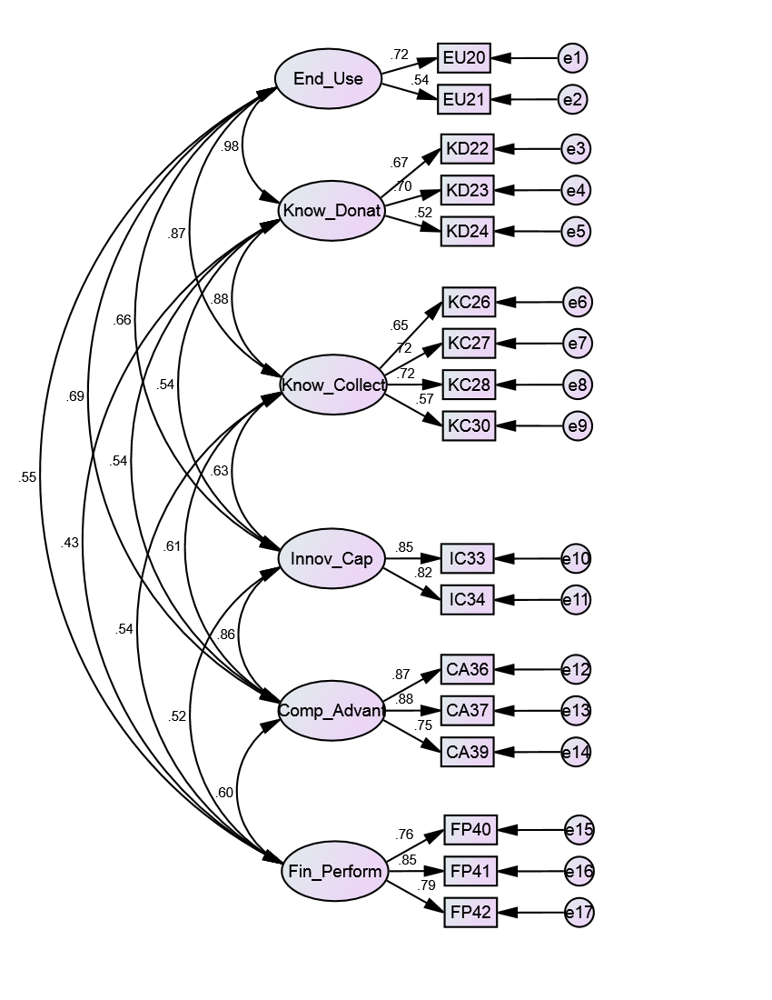 End_Use
.72
EU20
e1
.54
EU21
e2
.98
Know_Donat
.67
KD22
e3
.70
KD23
e4
.52
KD24
e5
.87
.88
Know_Collect
.65
KC26
e6
.72
KC27
e7
.72
KC28
e8
.57
KC30
e9
.66
.54
.63
Innov_Cap
.85
IC33
e10
.82
IC34
e11
.69
.54
.61
.86
Comp_Advant
.87
CA36
e12
.88
CA37
e13
.75
CA39
e14
.55
.43
.54
.52
.60
Fin_Perform
.76
FP40
e15
.85
FP41
e16
.79
FP42
e17